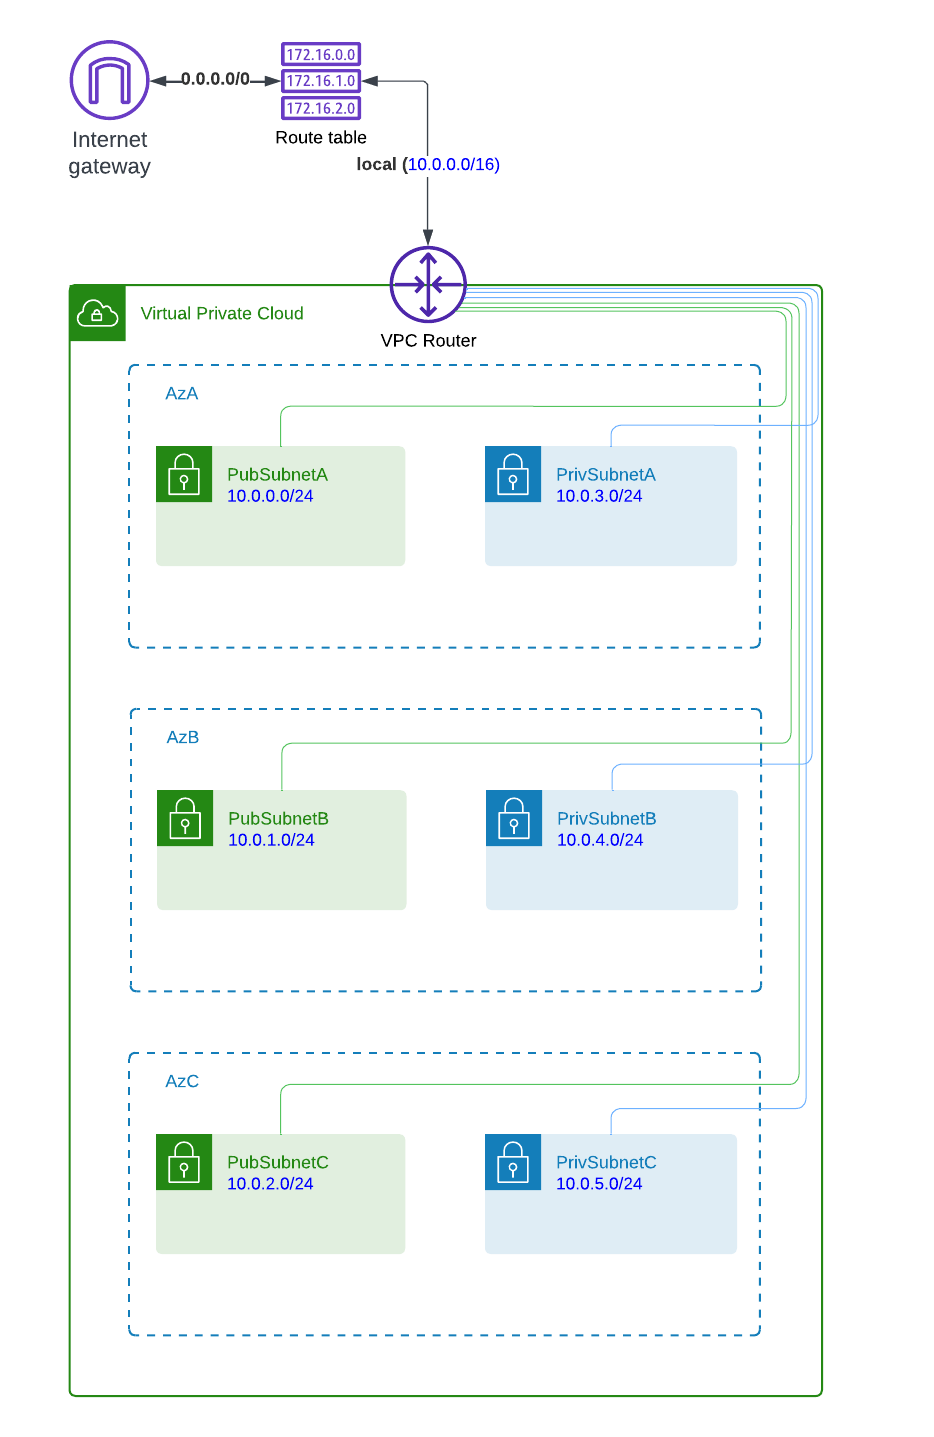 172.16.0.0
0.0.0.0/0
172.16.1.0
172.16.2.0
Internet
gateway
Route table
local (10.0.0.0/16)
Virtual Private Cloud
VPC Router
AzA
PubSubnetA
10.0.0.0/24
PrivSubnetA
10.0.3.0/24
AzB
PubSubnetB
10.0.1.0/24
PrivSubnetB
10.0.4.0/24
AzC
PubSubnetC
10.0.2.0/24
PrivSubnetC
10.0.5.0/24